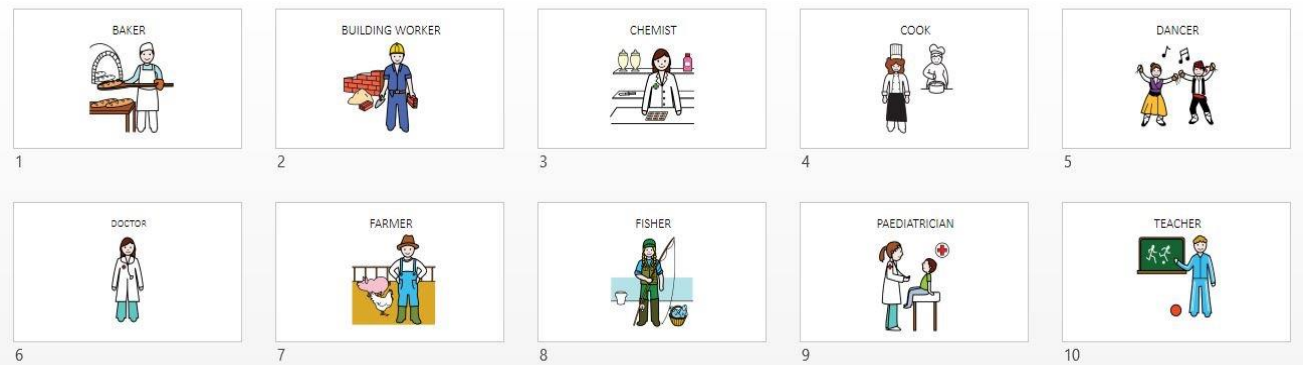 BAKER
BUILDING WORKER
CHEMIST
COOK
DANCER
1
2
3
4
5
DOCTOR
FARMER
FISHER
PAEDIATRICIAN
TEACHER
6
7
8
9
10